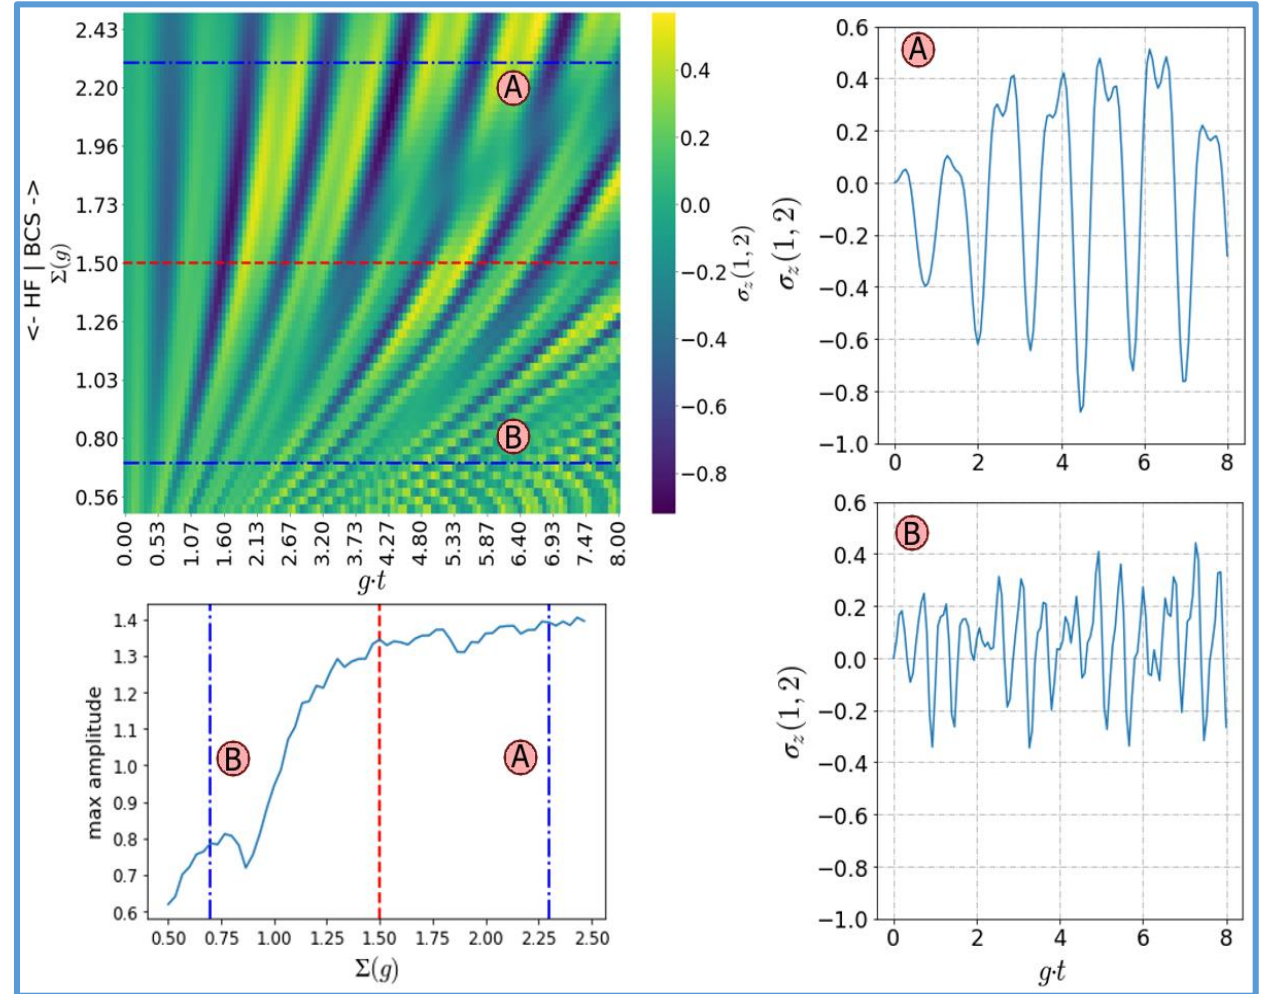 2.43
2.20
1.96
1.73
1.50
1.26
1.03
0.80
0.56
<- HF | BCS ->
Σ(g)
A
B
0.00 0.53 1.07 1.60 2.13 2.67 3.20 3.73 4.27 4.80 5.33 5.87 6.40 6.93 7.47 8.00
g·t
0.4
0.2
0.0
−0.2
−0.4
−0.6
−0.8
σz(1, 2)
A
0.6
0.4
0.2
0.0
−0.2
−0.4
−0.6
−0.8
−1.0
σz(1, 2)
0 2 4 6 8
1.4
1.3
1.2
1.1
1.0
0.9
0.8
0.7
0.6
max amplitude
B
A
0.50 0.75 1.00 1.25 1.50 1.75 2.00 2.25 2.50
Σ(g)
B
0.6
0.4
0.2
0.0
−0.2
−0.4
−0.6
−0.8
−1.0
σz(1, 2)
0 2 4 6 8
g·t